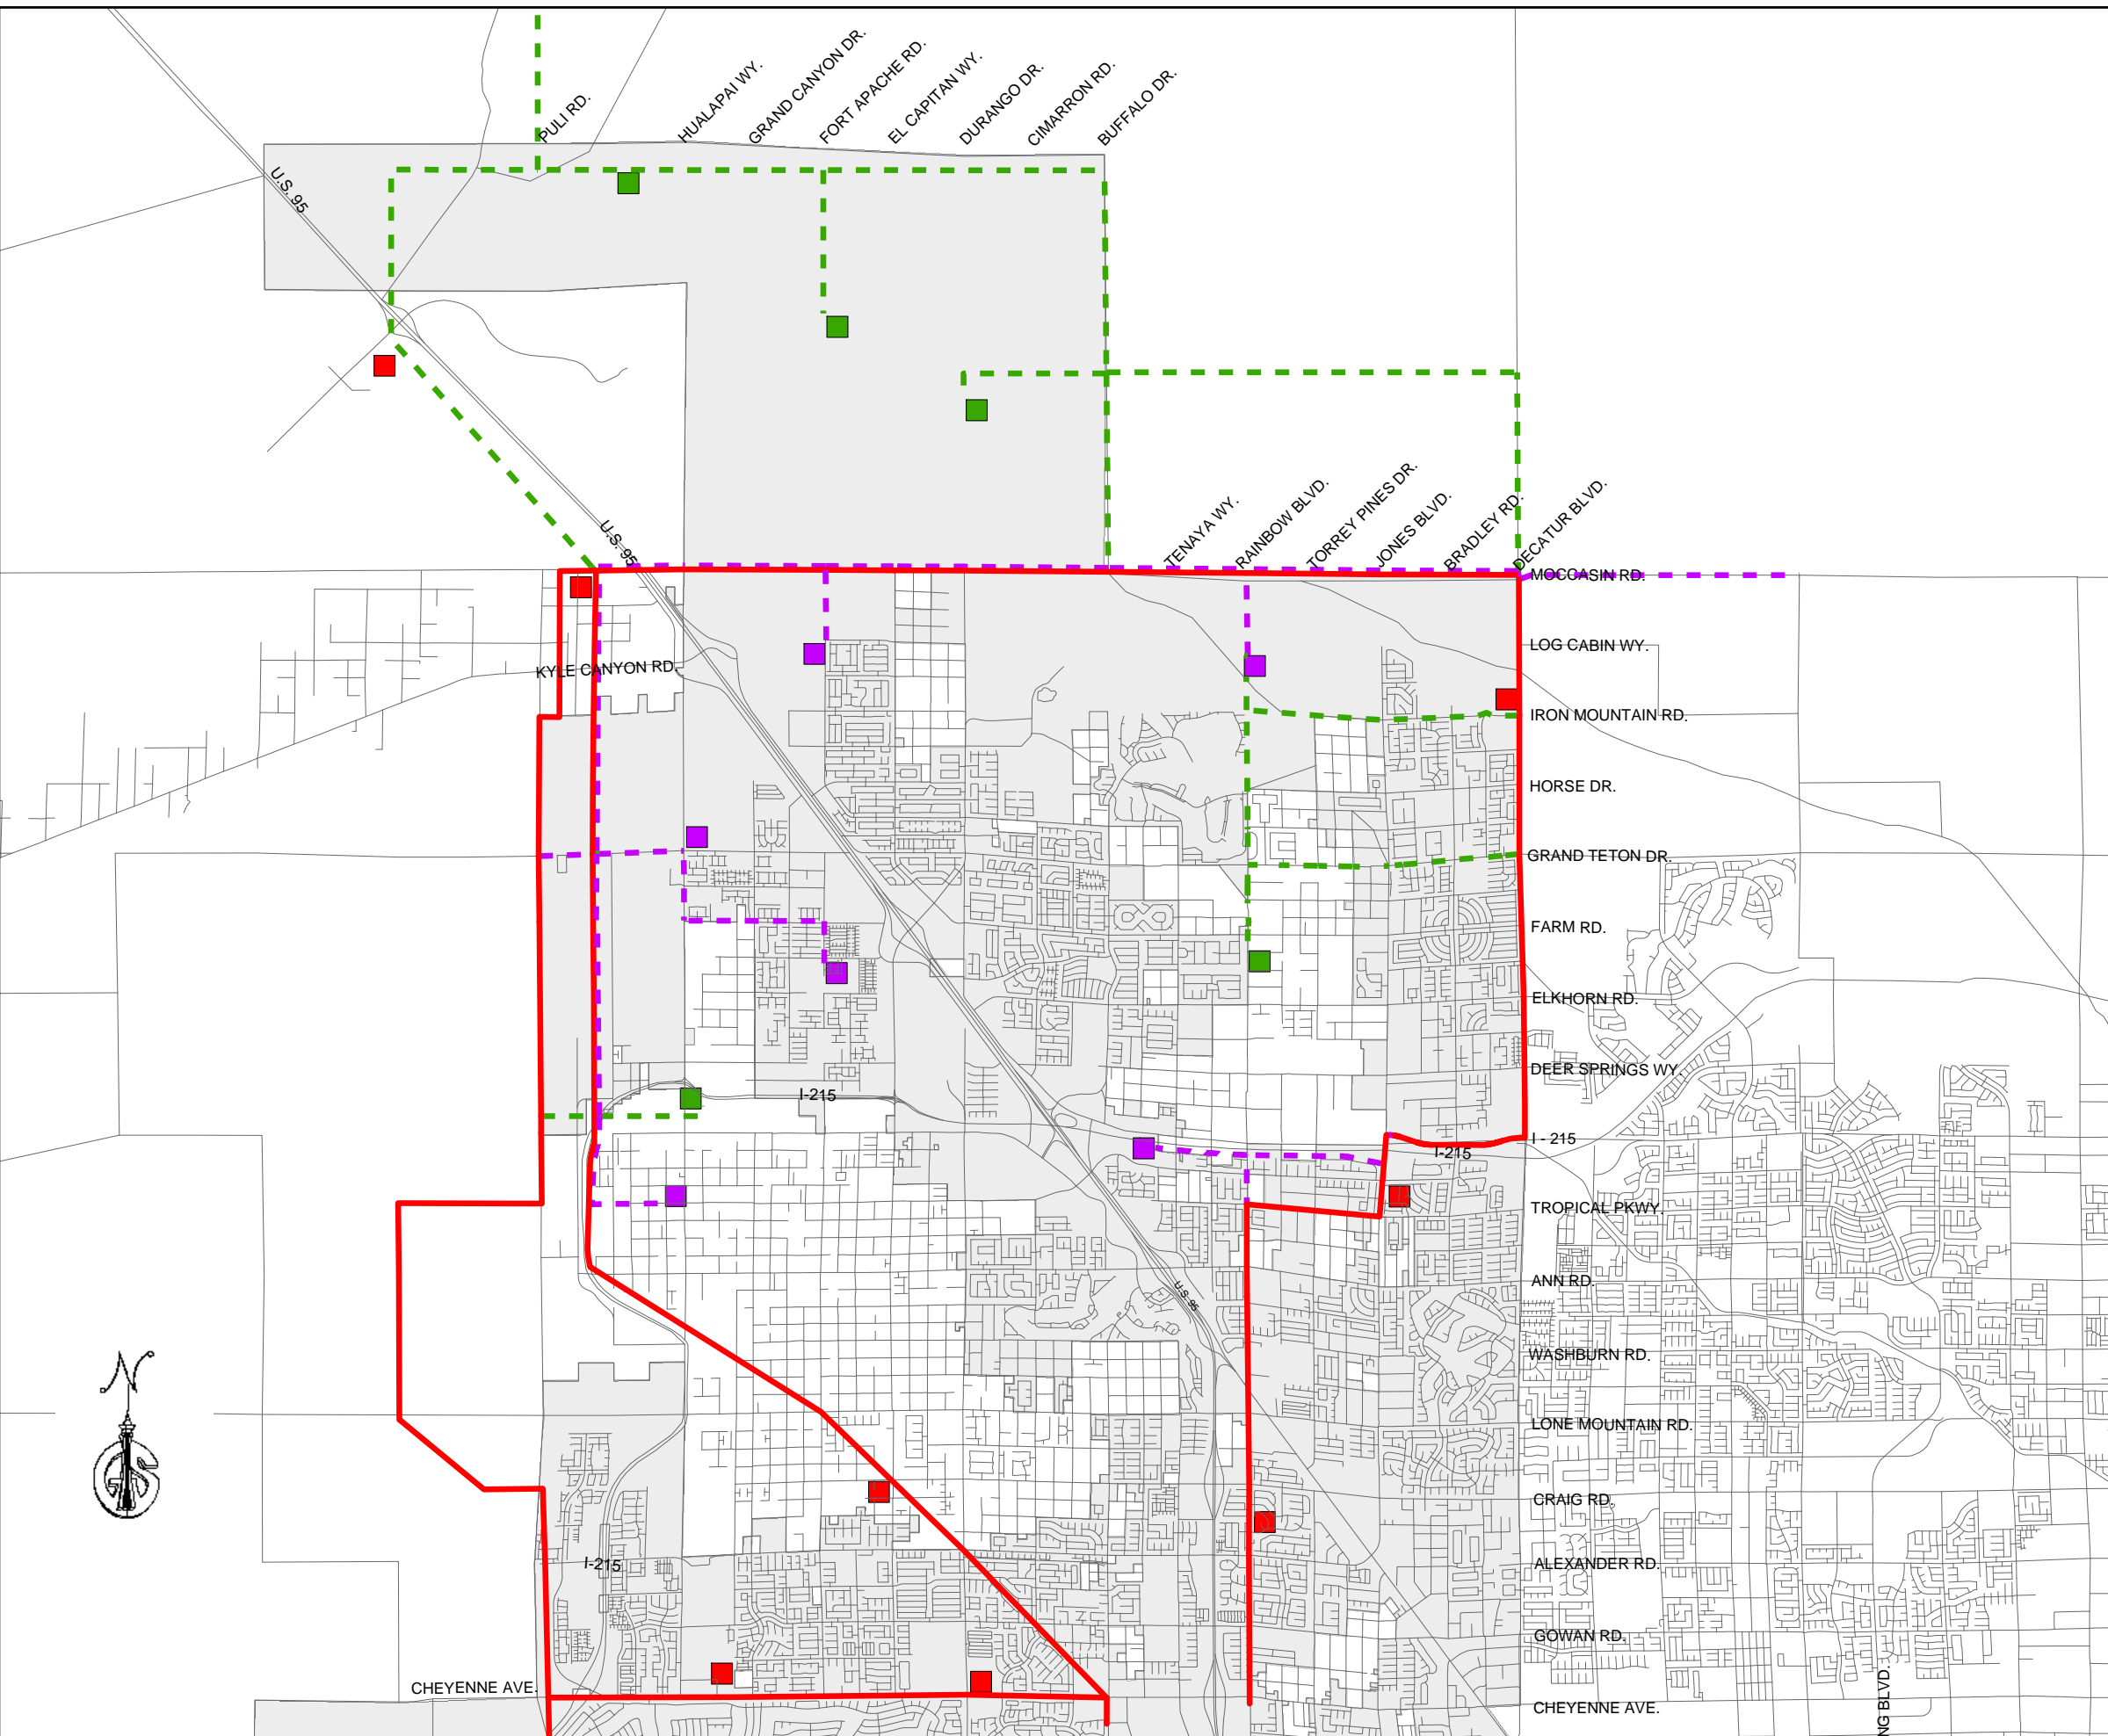 PULI RD.
HUALAPAI WY.
GRAND CANYON DR.
FORT APACHE RD.
EL CAPITAN WY.
DURANGO DR.
CIMARRON RD.
BUFFALO DR.
U.S. 95
U.S. 95
TENAYA WY.
RAINBOW BLVD.
TORREY PINES DR.
JONES BLVD.
BRADLEY RD.
DECATUR BLVD.
MOCCASIN RD.
LOG CABIN WY.
KYLE CANYON RD.
IRON MOUNTAIN RD.
HORSE DR.
GRAND TETON DR.
FARM RD.
ELKHORN RD.
DEER SPRINGS WY.
I-215
I - 215
I-215
TROPICAL PKWY.
ANN RD.
U.S. 95
WASHBURN RD.
N
LONE MOUNTAIN RD.
CRAIG RD.
I-215
ALEXANDER RD.
GOWAN RD.
CHEYENNE AVE.
CHEYENNE AVE.
NG BLVD.